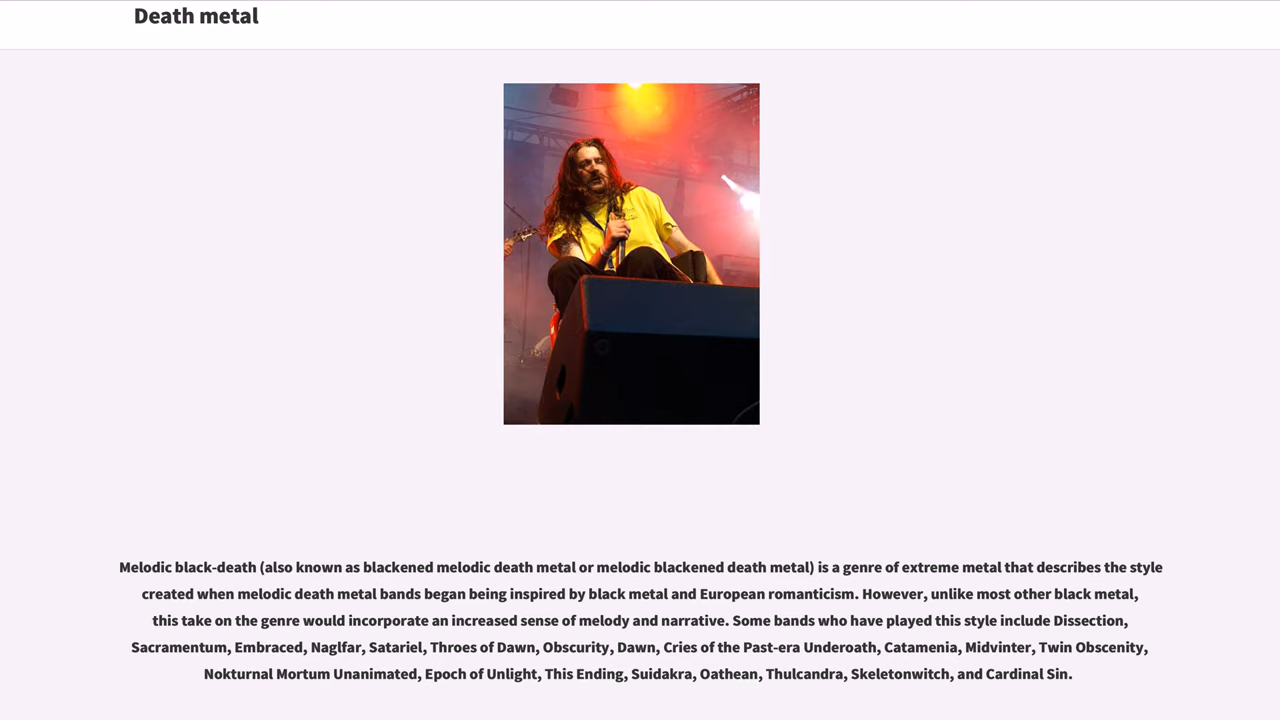 Death metal
Melodic black-death (also known as blackened melodic death metal or melodic blackened death metal) is a genre of extreme metal that describes the style
created when melodic death metal bands began being inspired by black metal and European romanticism. However, unlike most other black metal,
this take on the genre would incorporate an increased sense of melody and narrative. Some bands who have played this style include Dissection,
Sacramentum, Embraced, Naglfar, Satariel, Throes of Dawn, Obscurity, Dawn, Cries of the Past-era Underoath, Catamenia, Midvinter, Twin Obscenity,
Nokturnal Mortum Unanimated, Epoch of Unlight, This Ending, Suidakra, Oathean, Thulcandra, Skeletonwitch, and Cardinal Sin.